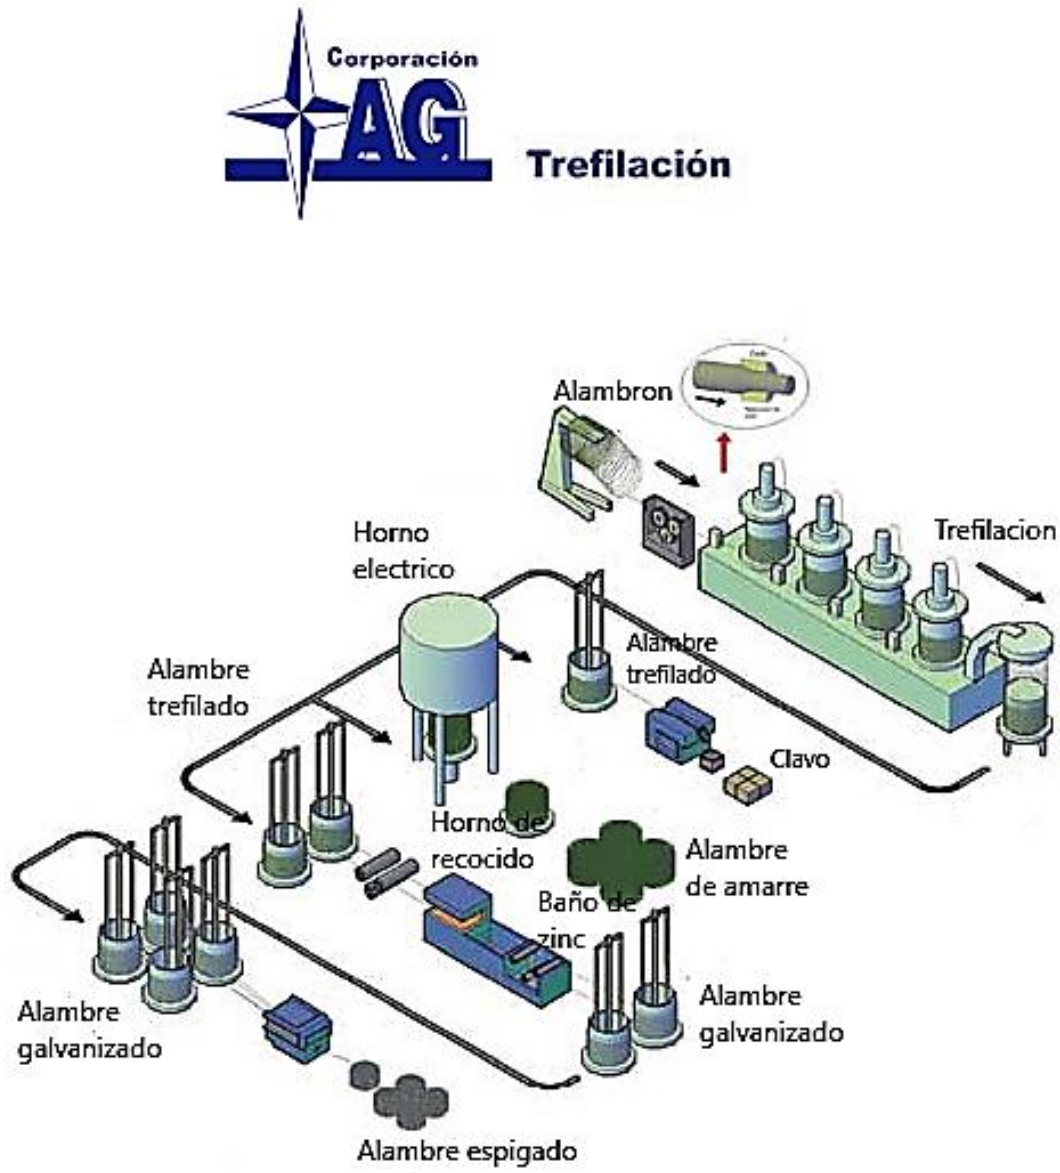 Corporación
AG
Trefilación
Alambron
Trefilacion
Horno
electrico
Alambre
trefilado
Alambre
trefilado
Clavo
Horno de
recocido
Alambre
de amarre
Baño de
zinc
Alambre
galvanizado
Alambre
galvanizado
Alambre espigado